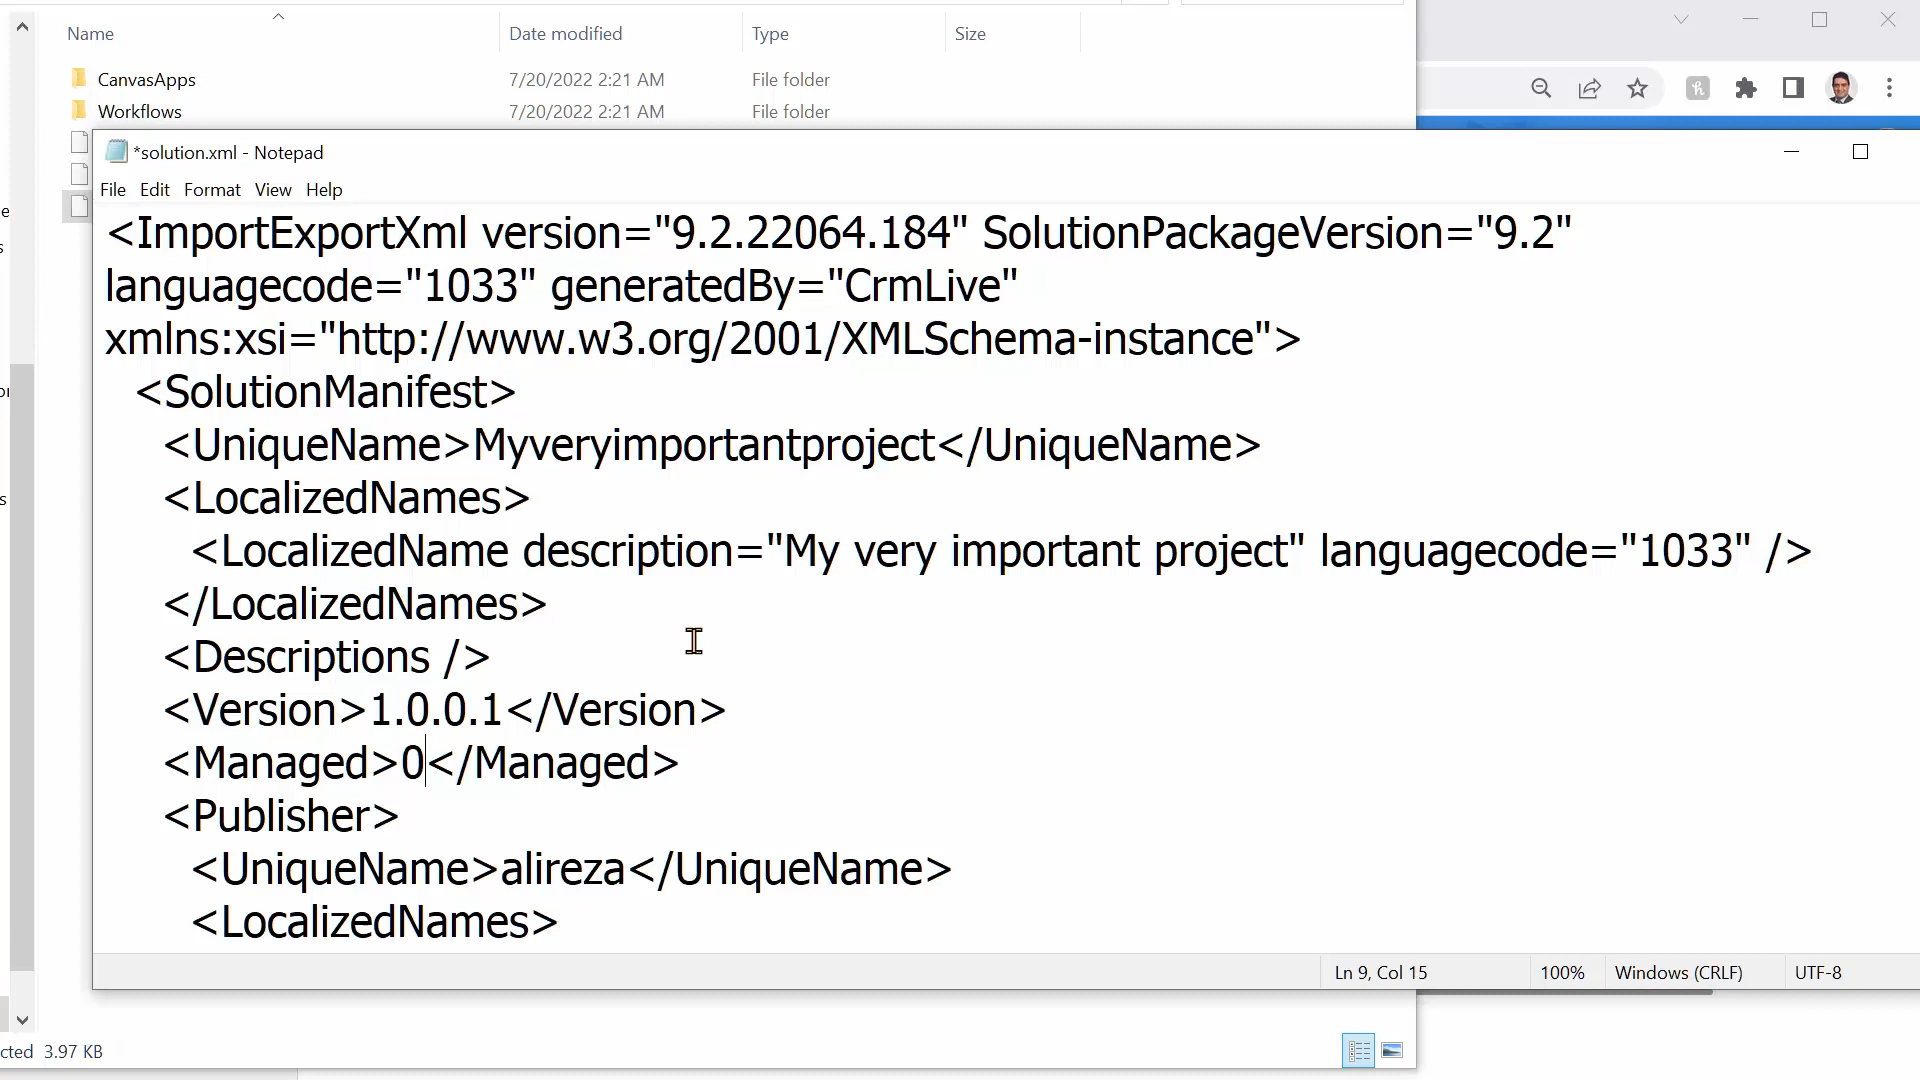 Name Date modified Type Size
CanvasApps 7/20/2022 2:21 AM File folder
Workflows 7/20/2022 2:21 AM File folder
*solution.xml - Notepad
File Edit Format View Help
<ImportExportXml version="9.2.22064.184" SolutionPackageVersion="9.2"
languagecode="1033" generatedBy="CrmLive"
xmlns:xsi="http://www.w3.org/2001/XMLSchema-instance">
<SolutionManifest>
<UniqueName>Myveryimportantproject</UniqueName>
<LocalizedNames>
<LocalizedName description="My very important project" languagecode="1033" />
</LocalizedNames>
<Descriptions />
<Version>1.0.0.1</Version>
<Managed>0</Managed>
<Publisher>
<UniqueName>alireza</UniqueName>
<LocalizedNames>
Ln 9, Col 15 100% Windows (CRLF) UTF-8
cted 3.97 KB